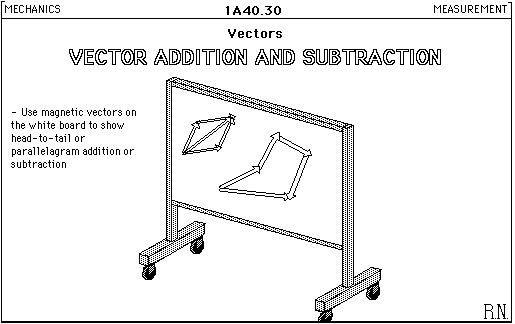 MECHANICS
1A40.30
MEASUREMENT
Vectors
VECTOR ADDITION AND SUBTRACTION
- Use magnetic vectors on
the white board to show
head-to-tail or
parallelagram addition or
subtraction
R.N.